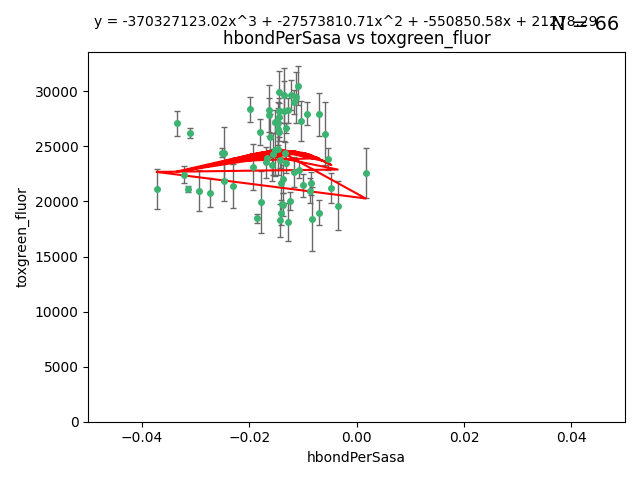 y = -370327123.02x^3 + -27573810.71x^2 + -550850.58x + 
N = 66
hbondPerSasa vs toxgreen_fluor
toxgreen_fluor
30000
25000
20000
15000
10000
5000
0
-0.04
-0.02
0.00
0.02
0.04
hbondPerSasa